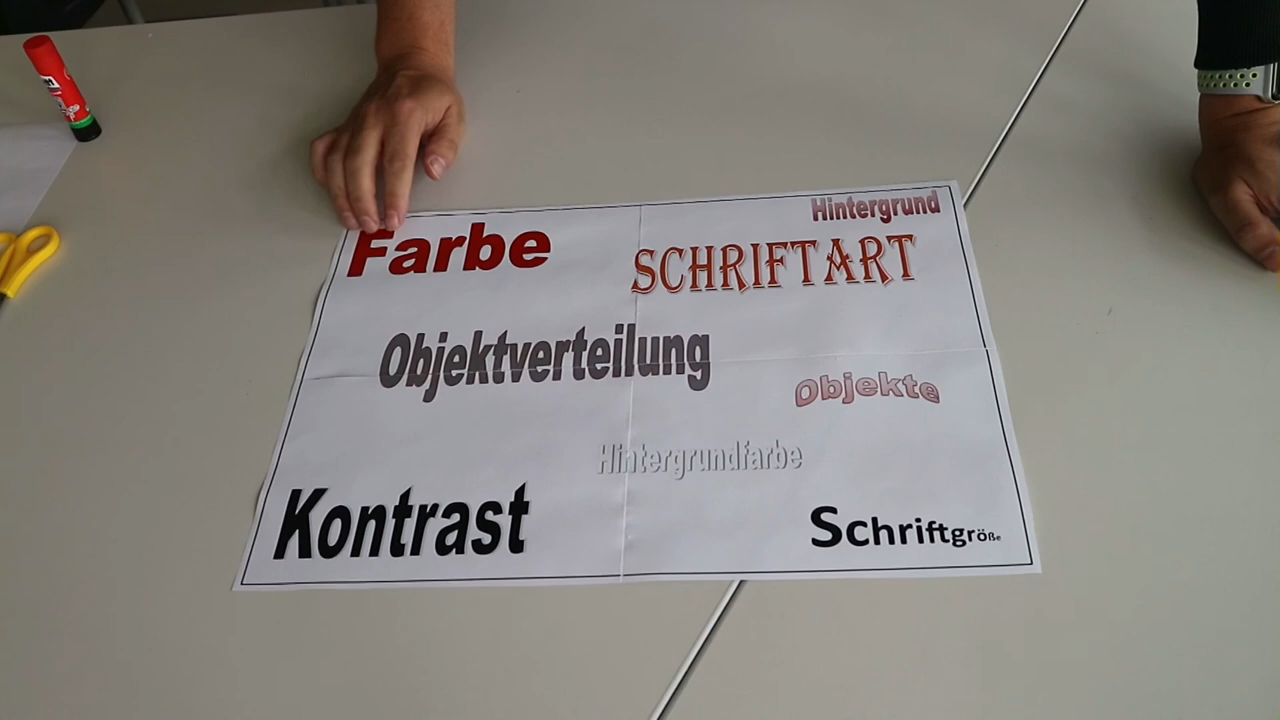 Hintergrund
Farbe
SCHRIFTART
Objektverteilung
Objekte
Hintergrundfarbe
Kontrast
Schriftgröße